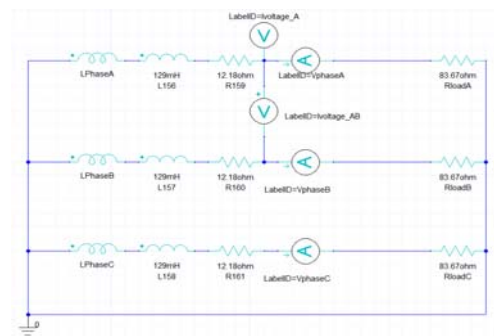 LabelID=Ivoltage_A
V
A
LPhaseA
129mH
L156
12.18ohm
R159
LabelID=VphaseA
83.67ohm
RloadA
V
LabelID=Ivoltage_AB
A
LPhaseB
129mH
L157
12.18ohm
R160
LabelID=VphaseB
83.67ohm
RloadB
A
LPhaseC
129mH
L158
12.18ohm
R161
LabelID=VphaseC
83.67ohm
RloadC
0